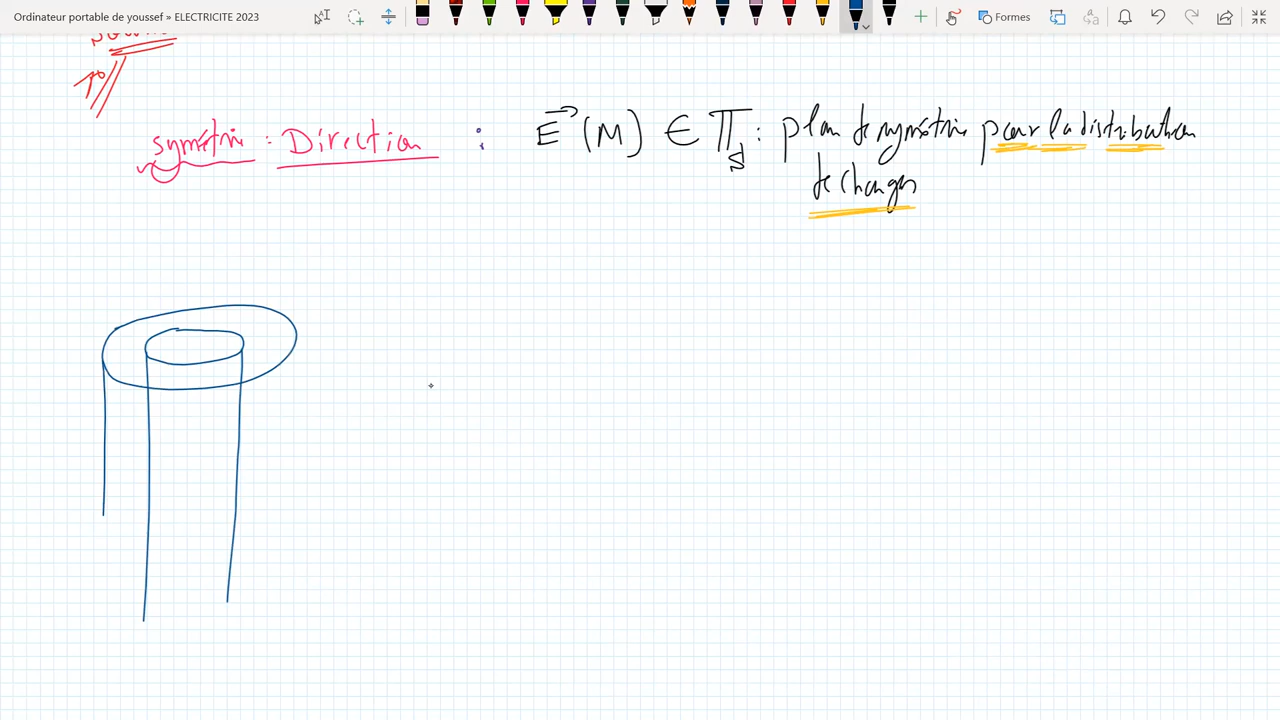 Ordinateur portable de youssef » ELECTRICITE 2023
Formes
symétrie : Direction : E⃗ (M) ∈ π_S : plan de symétrie pour la distribution
de charges